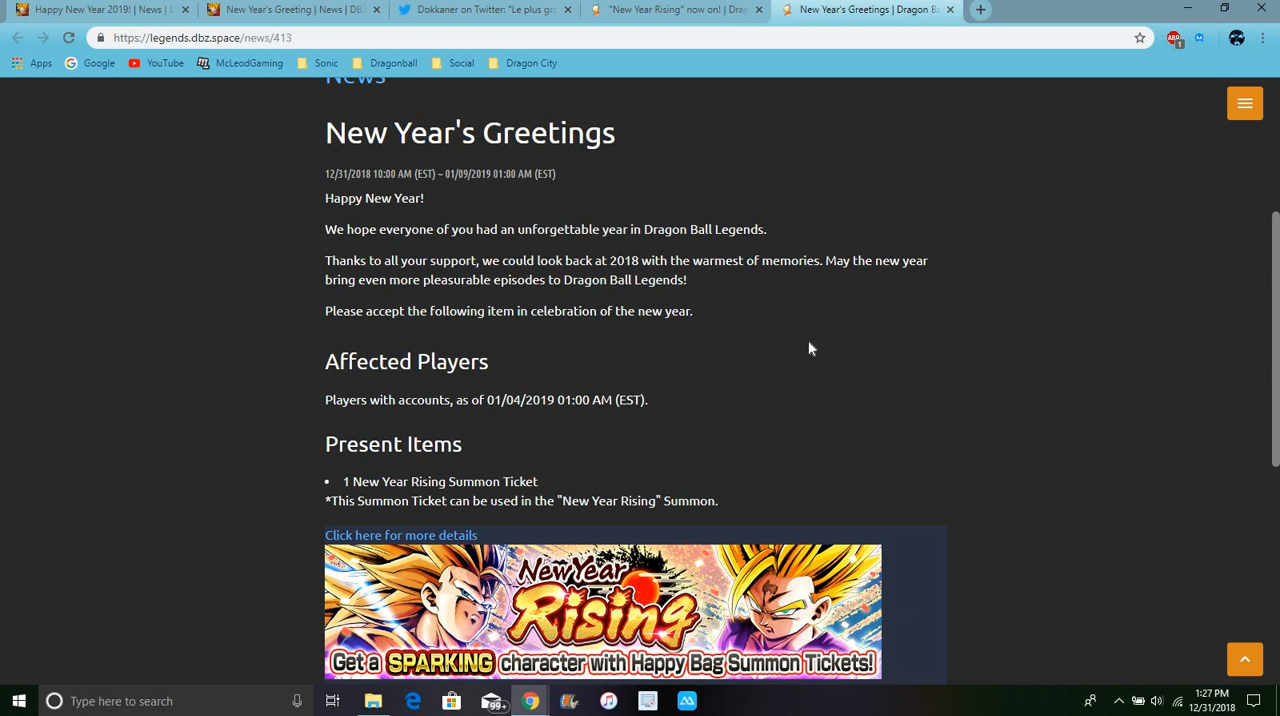 Happy New Year 2019! | News | D
New Year's Greeting | News | DBZ
Dokkaner on Twitter: "Le plus gr
"New Year Rising" now on! | Drag
New Year's Greetings | Dragon Ba
https://legends.dbz.space/news/413
ABP
1
Apps
Google
YouTube
McLeodGaming
Sonic
Dragonball
Social
Dragon City
News
New Year's Greetings
12/31/2018 10:00 AM (EST) ~ 01/09/2019 01:00 AM (EST)
Happy New Year!
We hope everyone of you had an unforgettable year in Dragon Ball Legends.
Thanks to all your support, we could look back at 2018 with the warmest of memories. May the new year
bring even more pleasurable episodes to Dragon Ball Legends!
Please accept the following item in celebration of the new year.
Affected Players
Players with accounts, as of 01/04/2019 01:00 AM (EST).
Present Items
• 1 New Year Rising Summon Ticket
*This Summon Ticket can be used in the "New Year Rising" Summon.
Click here for more details
New Year
Rising
Get a SPARKING character with Happy Bag Summon Tickets!
Type here to search
99+
1:27 PM
12/31/2018